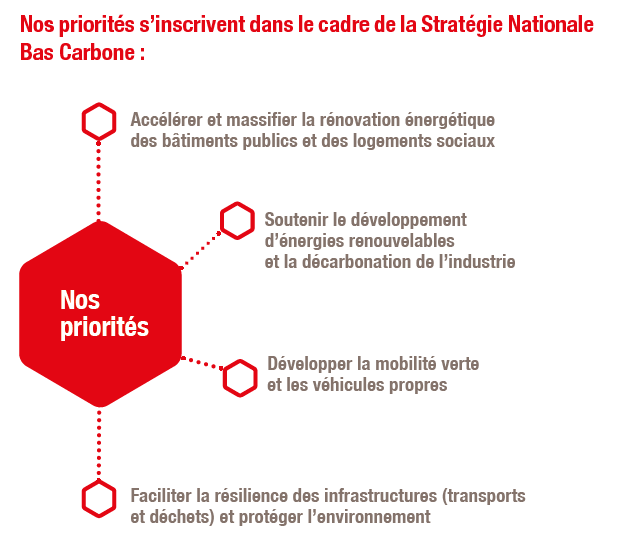 Nos priorités s’inscrivent dans le cadre de la Stratégie Nationale
Bas Carbone :
Accélérer et massifier la rénovation énergétique
des bâtiments publics et des logements sociaux
Soutenir le développement
d’énergies renouvelables
et la décarbonation de l’industrie
Nos
priorités
Développer la mobilité verte
et les véhicules propres
Faciliter la résilience des infrastructures (transports
et déchets) et protéger l’environnement